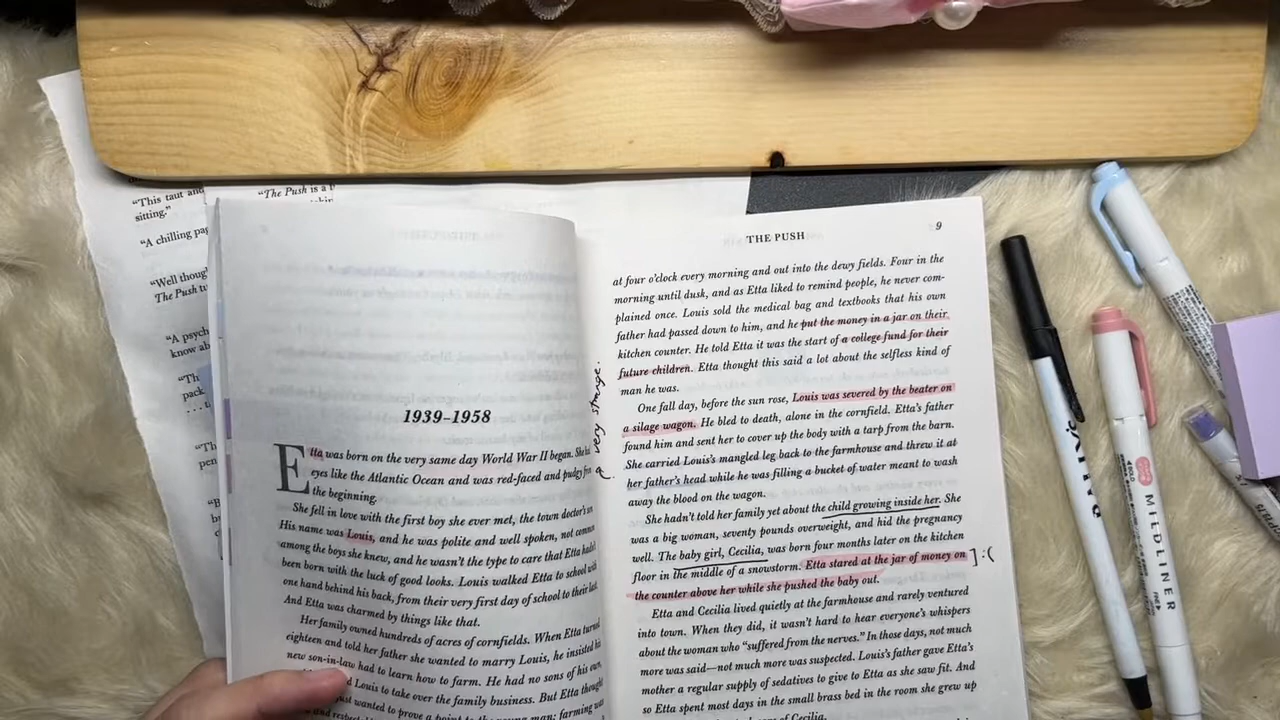 "This taut and
sitting."
"A chilling pag
"Well though
The Push tu
"A psych
know ab
"Th
pack
"Th
pen
"The Push is a t
1939–1958
Etta was born on the very same day World War II began. She had
eyes like the Atlantic Ocean and was red-faced and pudgy from
the beginning.
She fell in love with the first boy she ever met, the town doctor's son.
His name was Louis, and he was polite and well spoken, not common
among the boys she knew, and he wasn't the type to care that Etta hadn't
been born with the luck of good looks. Louis walked Etta to school with
one hand behind his back, from their very first day of school to their last.
And Etta was charmed by things like that.
Her family owned hundreds of acres of cornfields. When Etta turned
eighteen and told her father she wanted to marry Louis, he insisted his
new son-in-law had to learn how to farm. He had no sons of his own,
Louis to take over the family business. But Etta thought
just wanted to prove a point to the young man: farming was
and respect
a very strange.
THE PUSH
9
at four o'clock every morning and out into the dewy fields. Four in the
morning until dusk, and as Etta liked to remind people, he never com-
plained once. Louis sold the medical bag and textbooks that his own
father had passed down to him, and he put the money in a jar on their
kitchen counter. He told Etta it was the start of a college fund for their
future children. Etta thought this said a lot about the selfless kind of
man he was.
One fall day, before the sun rose, Louis was severed by the beater on
a silage wagon. He bled to death, alone in the cornfield. Etta's father
found him and sent her to cover up the body with a tarp from the barn.
She carried Louis's mangled leg back to the farmhouse and threw it at
her father's head while he was filling a bucket of water meant to wash
away the blood on the wagon.
She hadn't told her family yet about the child growing inside her. She
was a big woman, seventy pounds overweight, and hid the pregnancy
well. The baby girl, Cecilia, was born four months later on the kitchen
floor in the middle of a snowstorm. Etta stared at the jar of money on
the counter above her while she pushed the baby out.
] :(
Etta and Cecilia lived quietly at the farmhouse and rarely ventured
into town. When they did, it wasn't hard to hear everyone's whispers
about the woman who "suffered from the nerves." In those days, not much
more was said—not much more was suspected. Louis's father gave Etta's
mother a regular supply of sedatives to give to Etta as she saw fit. And
so Etta spent most days in the small brass bed in the room she grew up
of Cecilia.
MILDLINER